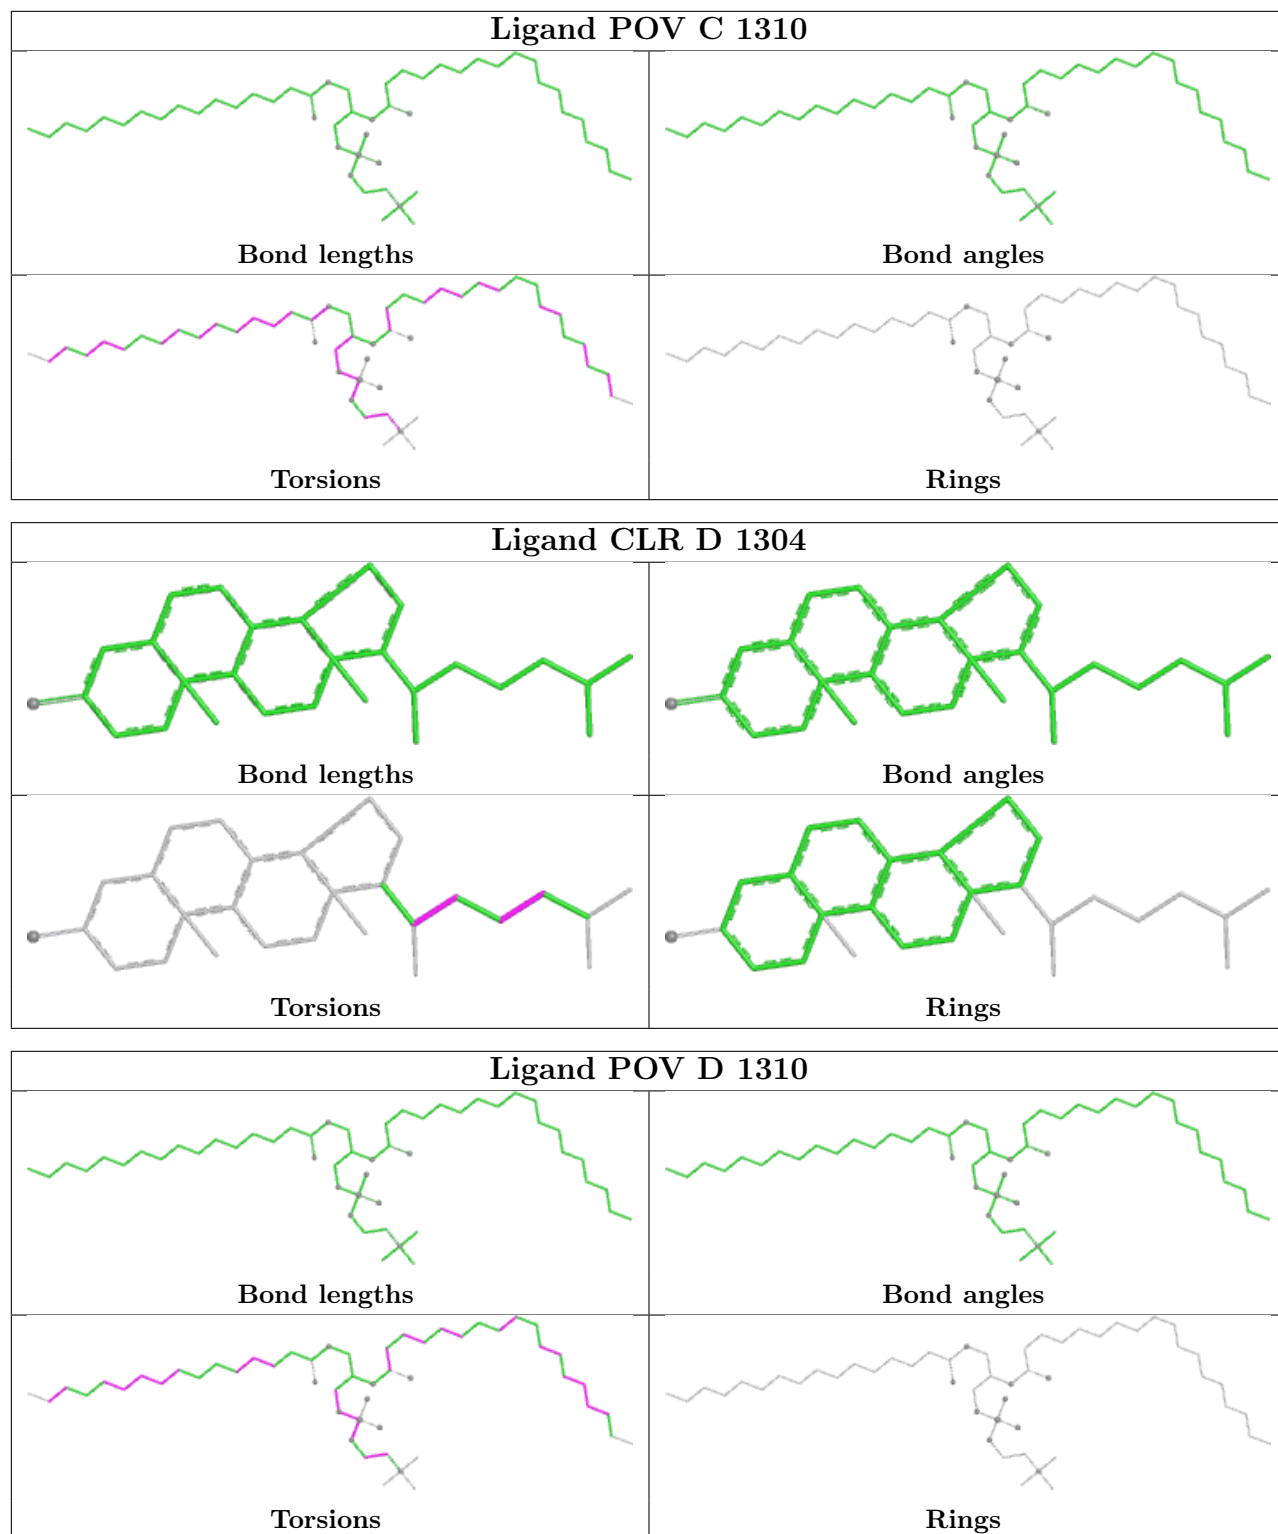 Ligand POV C 1310
Bond lengths
Bond angles
Torsions
Rings
Ligand CLR D 1304
Bond lengths
Bond angles
Torsions
Rings
Ligand POV D 1310
Bond lengths
Bond angles
Torsions
Rings